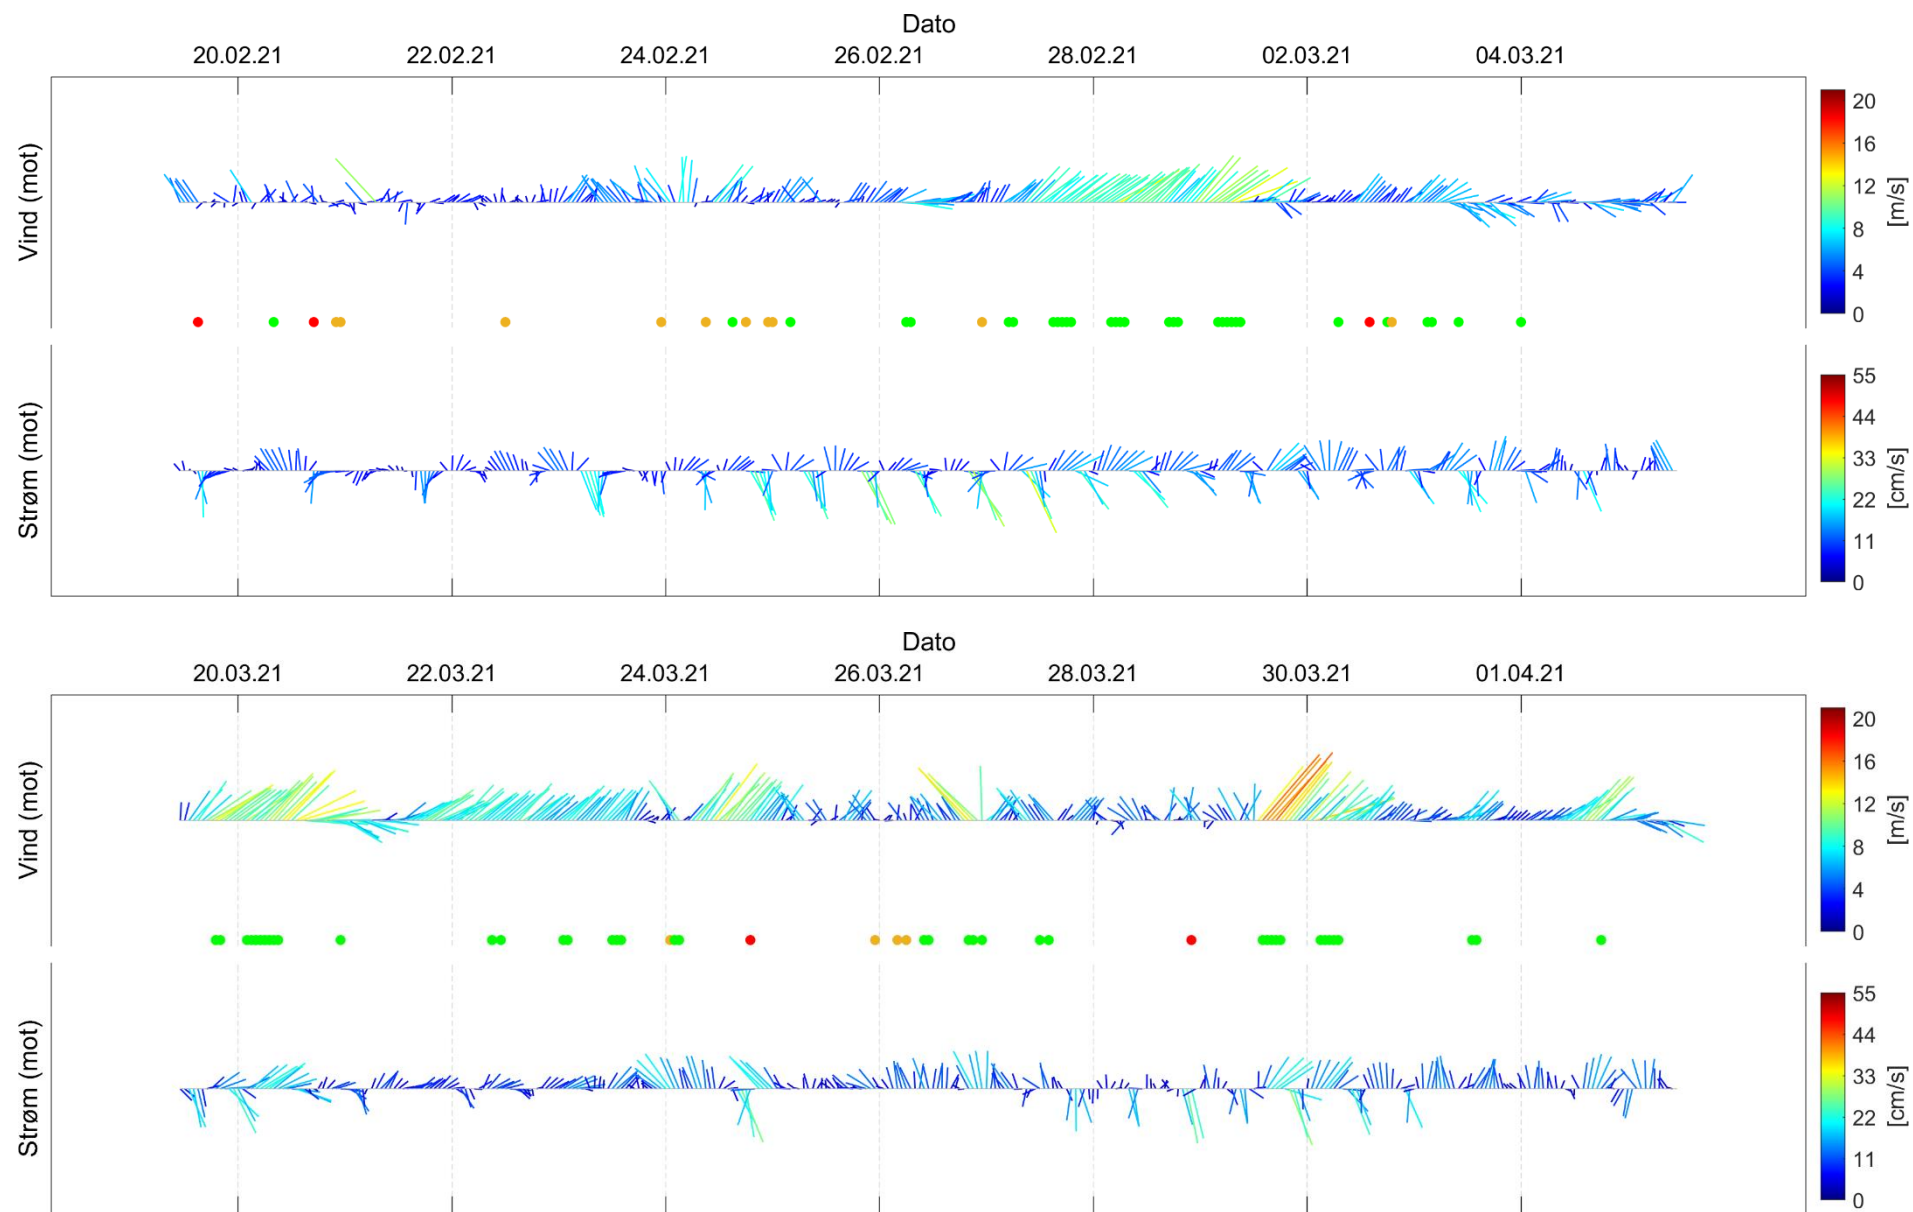 Dato
20.02.21 22.02.21 24.02.21 26.02.21 28.02.21 02.03.21 04.03.21
Vind (mot)
20
16
12
8
4
0
[m/s]
Strøm (mot)
55
44
33
22
11
0
[cm/s]
Dato
20.03.21 22.03.21 24.03.21 26.03.21 28.03.21 30.03.21 01.04.21
Vind (mot)
20
16
12
8
4
0
[m/s]
Strøm (mot)
55
44
33
22
11
0
[cm/s]